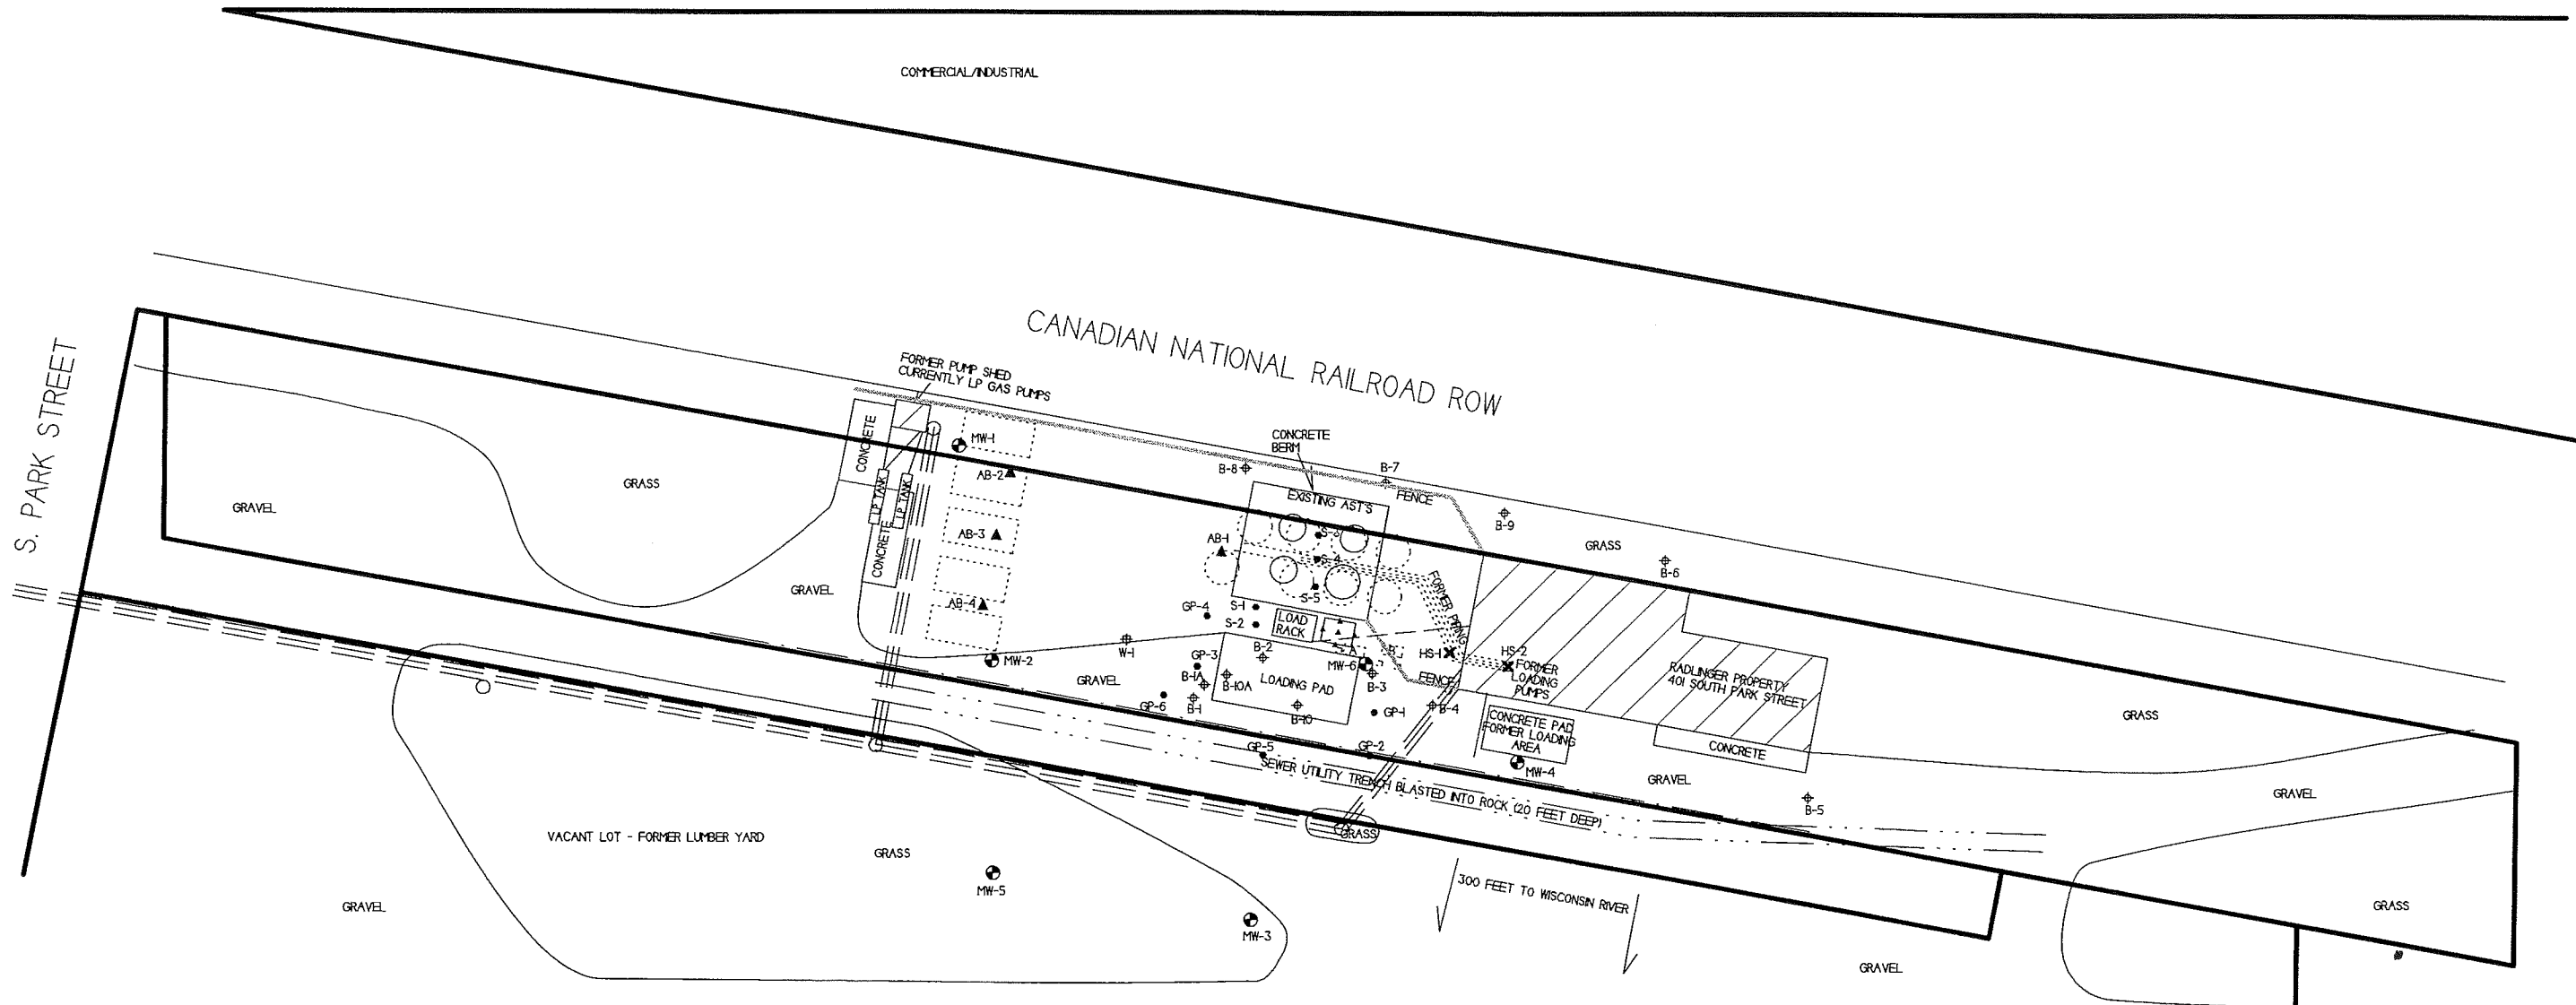 COMMERCIAL/INDUSTRIAL
CANADIAN NATIONAL RAILROAD ROW
S. PARK STREET
FORMER PUMP SHED
CURRENTLY LP GAS PUMPS
CONCRETE
MW-1
CONCRETE
BERM
B-8
B-7
FENCE
EXISTING AST'S
B-9
GRASS
GRAVEL
GRASS
LP TANK
LP TANK
CONCRETE
AB-2
AB-3
AB-4
AB-1
S-4
S-5
FORMER PIPING
B-6
GRAVEL
GP-4
S-1
S-2
LOAD
RACK
W-1
MW-2
GP-3
B-2
MW-6
HS-1
HS-2
FORMER
LOADING
PUMPS
RADLINGER PROPERTY
401 SOUTH PARK STREET
GRAVEL
B-1A
B-10A
LOADING PAD
B-3
FENCE
GP-6
B-1
B-10
GP-1
B-4
CONCRETE PAD
FORMER LOADING
AREA
CONCRETE
GRASS
GP-5
GP-2
MW-4
SEWER UTILITY TRENCH BLASTED INTO ROCK (20 FEET DEEP)
GRAVEL
B-5
GRAVEL
GRASS
VACANT LOT - FORMER LUMBER YARD
GRASS
MW-5
GRAVEL
MW-3
300 FEET TO WISCONSIN RIVER
GRASS
GRAVEL